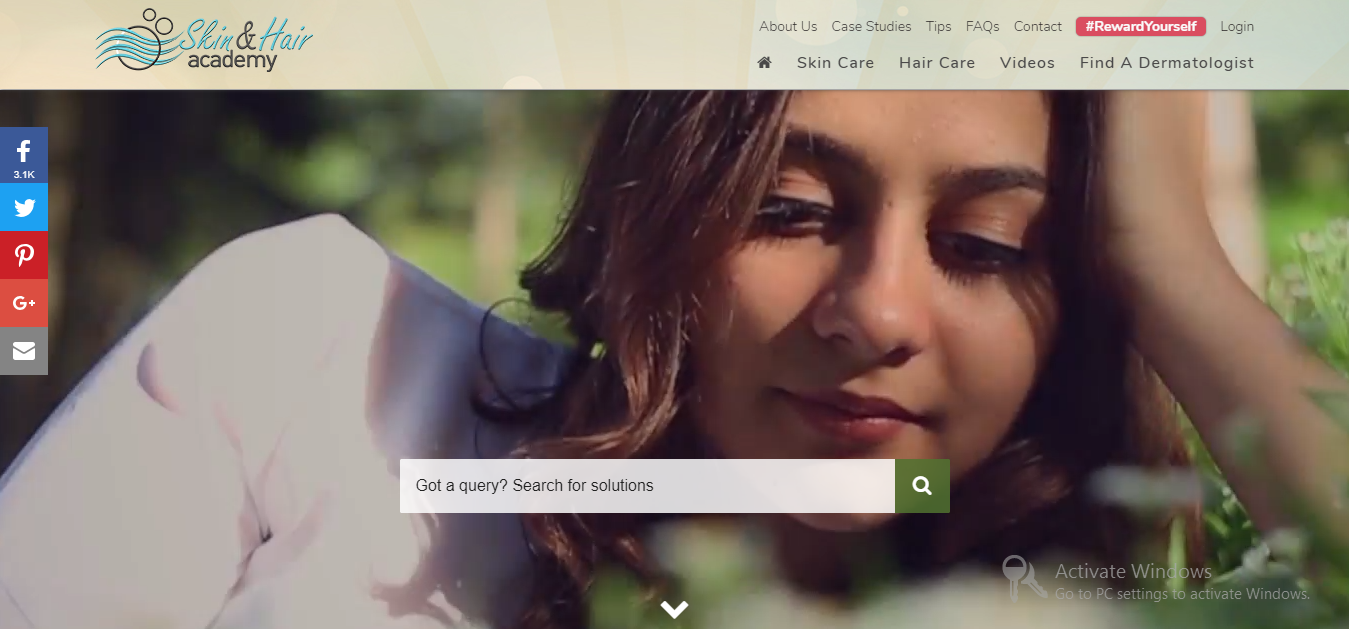 Skin & Hair
academy
About Us Case Studies Tips FAQs Contact #RewardYourself Login
Skin Care Hair Care Videos Find A Dermatologist
3.1K
Got a query? Search for solutions
Activate Windows
Go to PC settings to activate Windows.